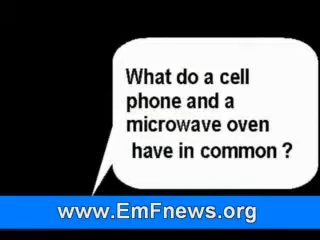 What do a cell
phone and a
microwave oven
have in common ?
www.EmFnews.org